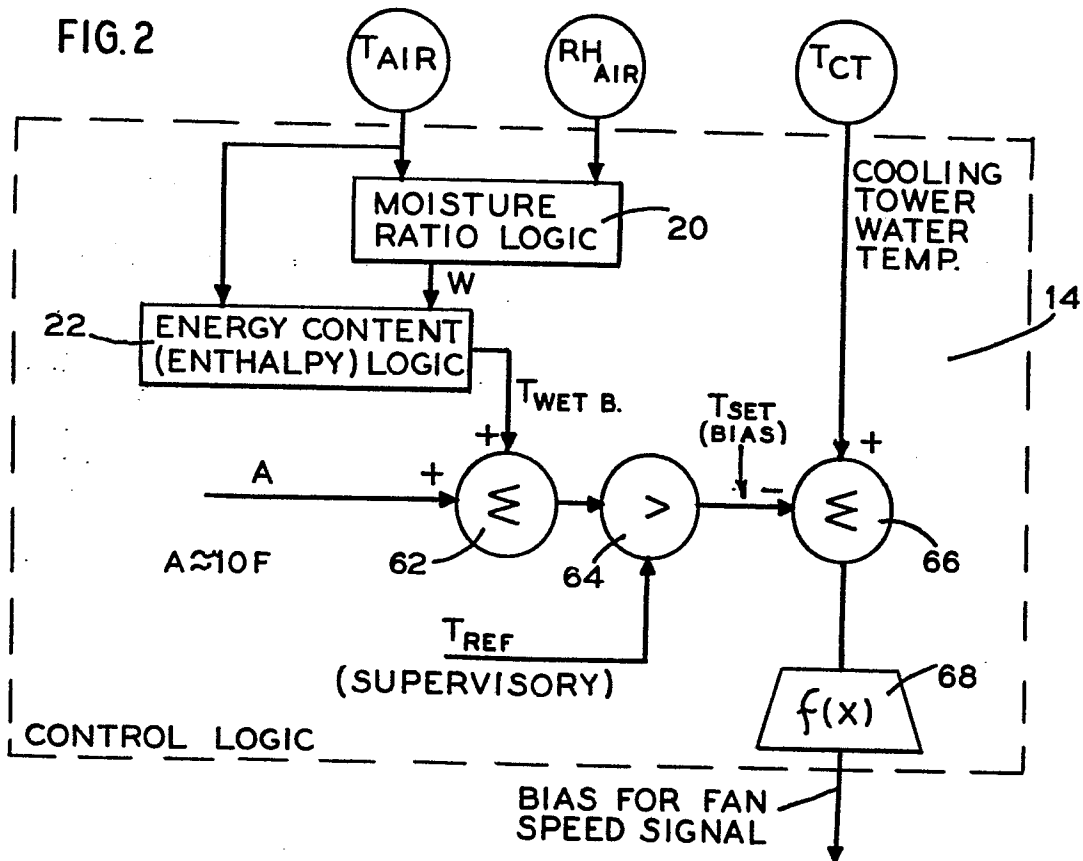 FIG. 2
TAIR
RHAIR
TCT
COOLING
TOWER
WATER
TEMP.
MOISTURE
RATIO LOGIC
20
W
14
22
ENERGY CONTENT
(ENTHALPY) LOGIC
TWET B.
TSET
(BIAS)
+
+
+
−
A
Σ
>
Σ
62
64
66
A≈10F
TREF
(SUPERVISORY)
68
f(x)
CONTROL LOGIC
BIAS FOR FAN
SPEED SIGNAL